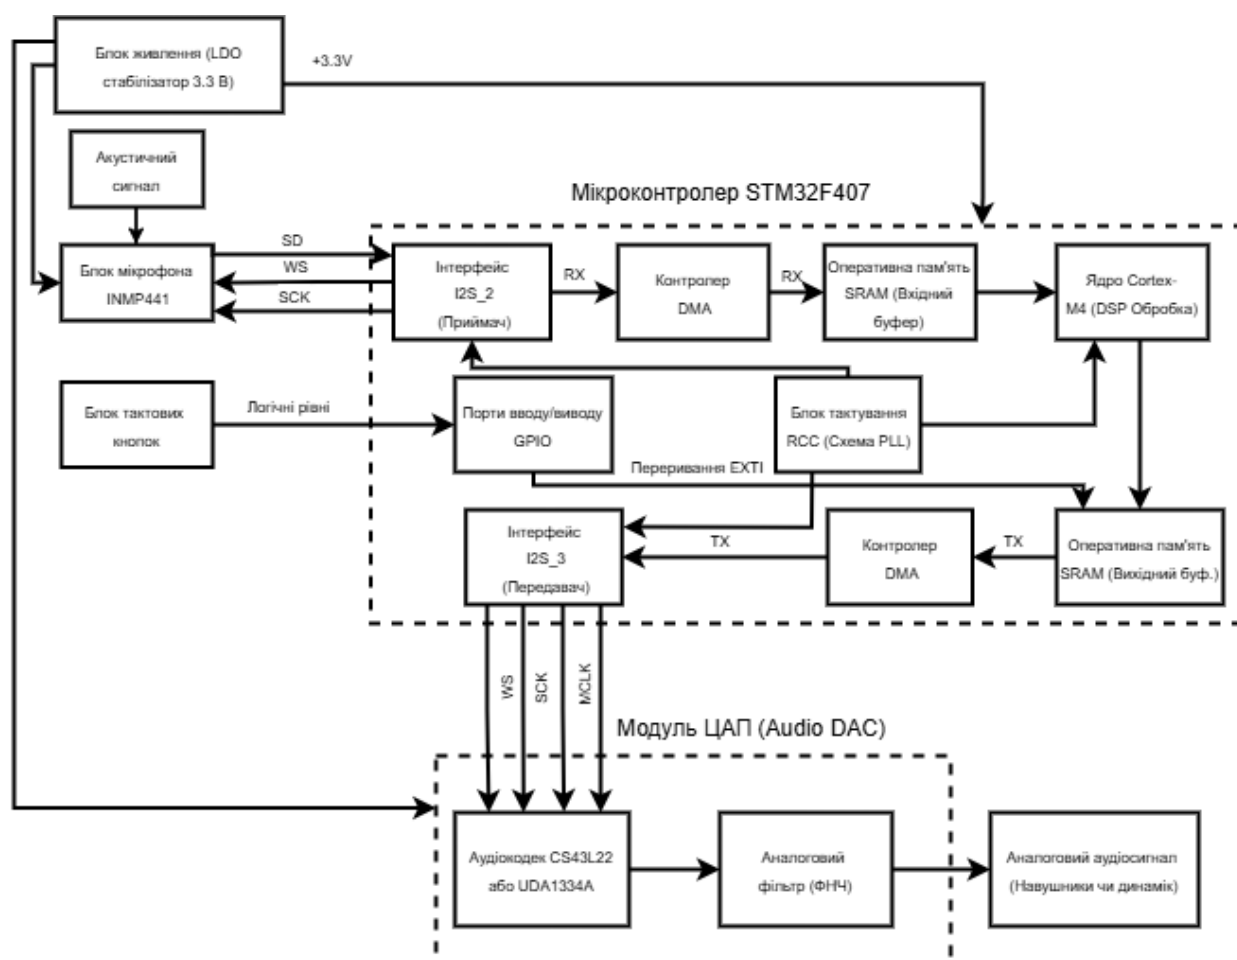 Блок живлення (LDO
стабілізатор 3.3 В)
+3.3V
Акустичний
сигнал
Мікроконтролер STM32F407
Блок мікрофона
INMP441
SD
WS
SCK
Інтерфейс
I2S_2
(Приймач)
RX
Контролер
DMA
RX
Оперативна пам'ять
SRAM (Вхідний
буфер)
Ядро Cortex-
M4 (DSP Обробка)
Блок тактових
кнопок
Логічні рівні
Порти вводу/виводу
GPIO
Блок тактування
RCC (Схема PLL)
Переривання EXTI
Інтерфейс
I2S_3
(Передавач)
TX
Контролер
DMA
TX
Оперативна пам'ять
SRAM (Вихідний буф.)
WS
SCK
MCLK
Модуль ЦАП (Audio DAC)
Аудіокодек CS43L22
або UDA1334A
Аналоговий
фільтр (ФНЧ)
Аналоговий аудіосигнал
(Навушники чи динамік)